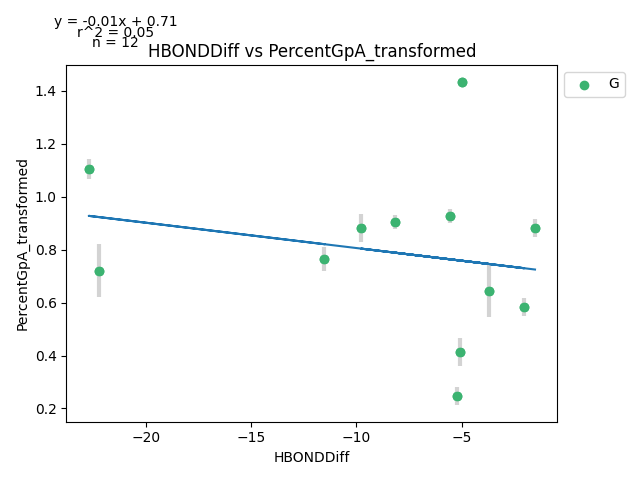 y = -0.01x + 0.71
r^2 = 0.05
n = 12
HBONDDiff vs PercentGpA_transformed
G
PercentGpA_transformed
1.4
1.2
1.0
0.8
0.6
0.4
0.2
−20
−15
−10
−5
HBONDDiff